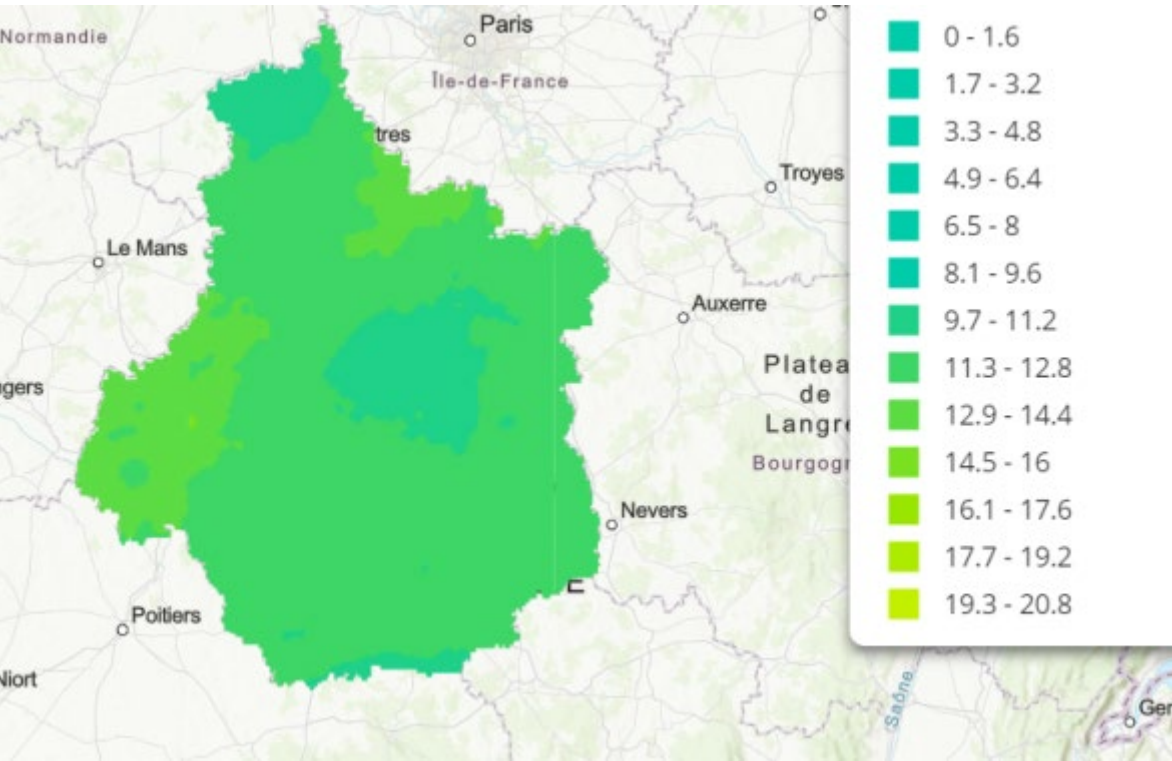 Paris
Normandie
Île-de-France
tres
Troyes
Le Mans
Auxerre
gers
Platea
de
Langre
Bourgogn
Nevers
Poitiers
Niort
Saône
Ger
0 - 1.6
1.7 - 3.2
3.3 - 4.8
4.9 - 6.4
6.5 - 8
8.1 - 9.6
9.7 - 11.2
11.3 - 12.8
12.9 - 14.4
14.5 - 16
16.1 - 17.6
17.7 - 19.2
19.3 - 20.8